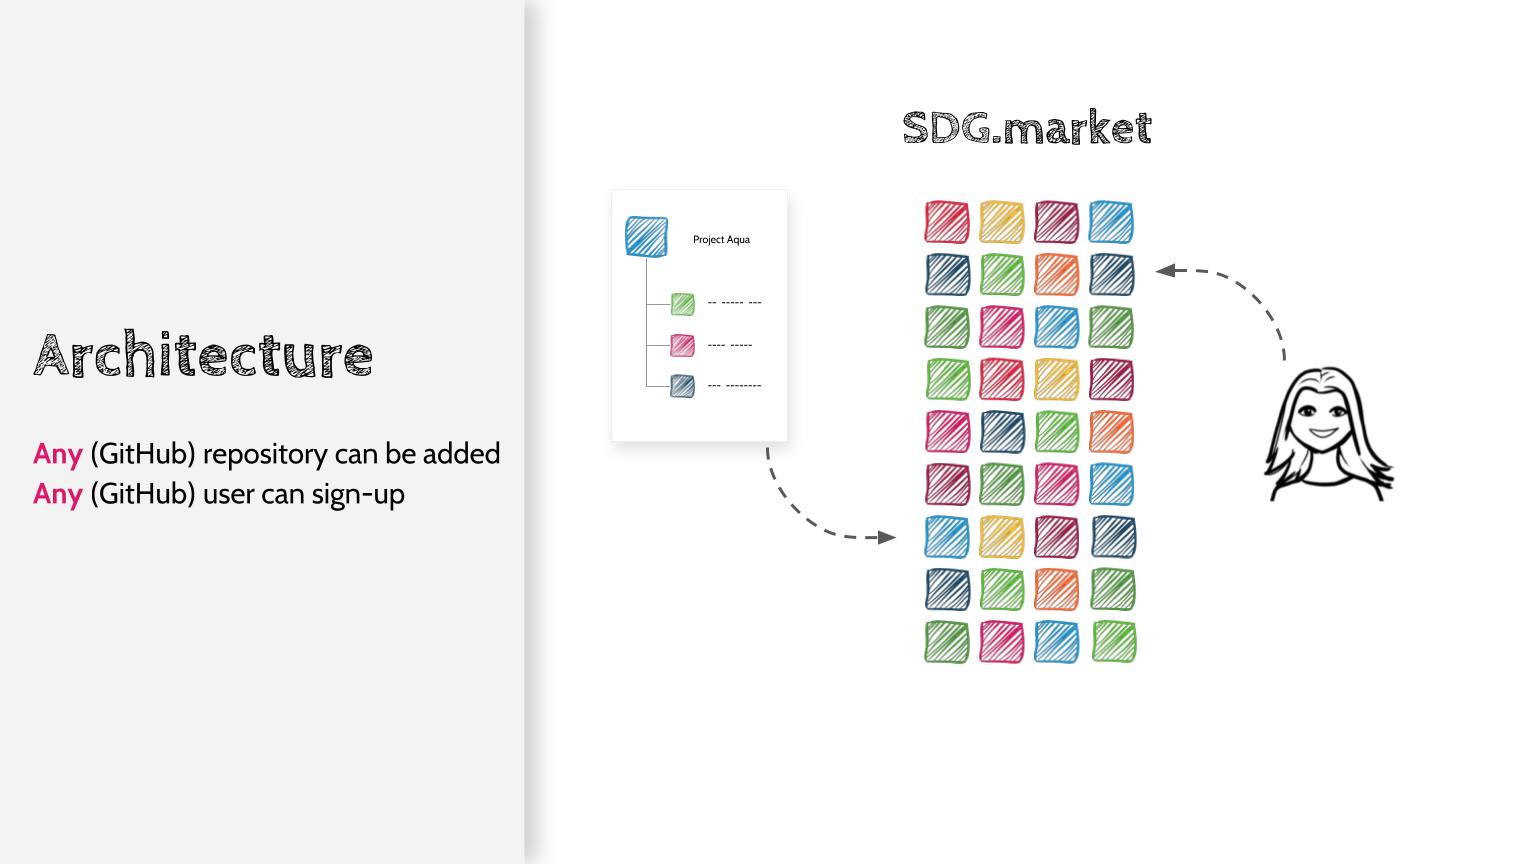 Architecture
Any (GitHub) repository can be added
Any (GitHub) user can sign-up
SDG.market
Project Aqua